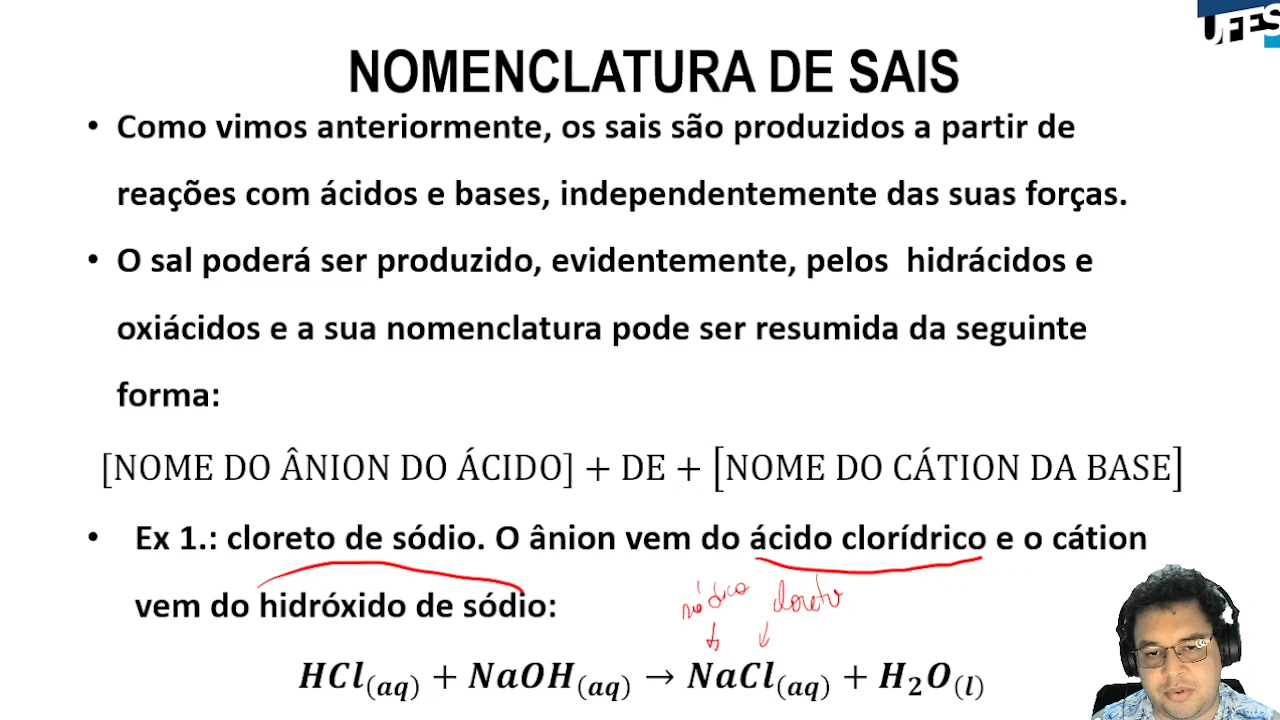 UFES
NOMENCLATURA DE SAIS
• Como vimos anteriormente, os sais são produzidos a partir de
reações com ácidos e bases, independentemente das suas forças.
• O sal poderá ser produzido, evidentemente, pelos hidrácidos e
oxiácidos e a sua nomenclatura pode ser resumida da seguinte
forma:
[NOME DO ÂNION DO ÁCIDO] + DE + [NOME DO CÁTION DA BASE]
• Ex 1.: cloreto de sódio. O ânion vem do ácido clorídrico e o cátion
vem do hidróxido de sódio:
cloreto
HCl(aq) + NaOH(aq) → NaCl(aq) + H₂O(l)